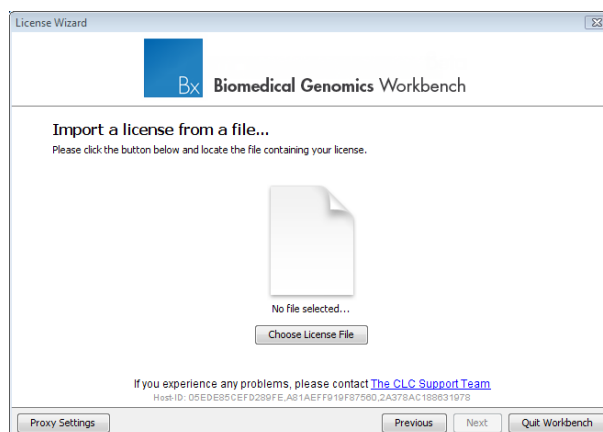 License Wizard
Bx Biomedical Genomics Workbench
Import a license from a file...
Please click the button below and locate the file containing your license.
No file selected...
Choose License File
If you experience any problems, please contact The CLC Support Team
Host-ID: 05EDE85CEFD289FE,A81AEFF919F87560,2A378AC188631978
Proxy Settings Previous Next Quit Workbench